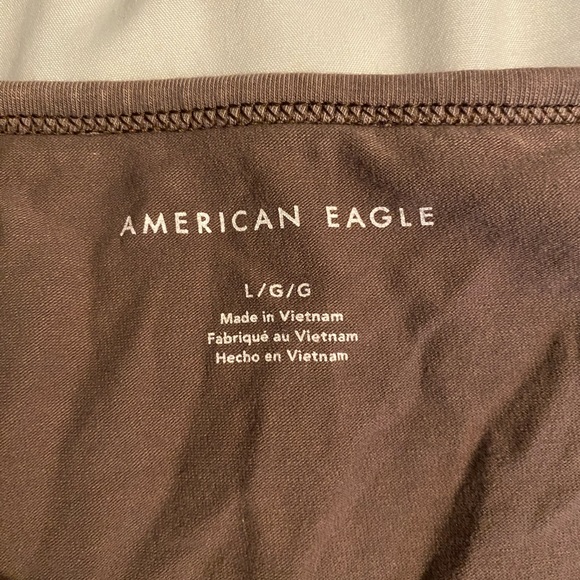 AMERICAN EAGLE
L/G/G
Made in Vietnam
Fabriqué au Vietnam
Hecho en Vietnam